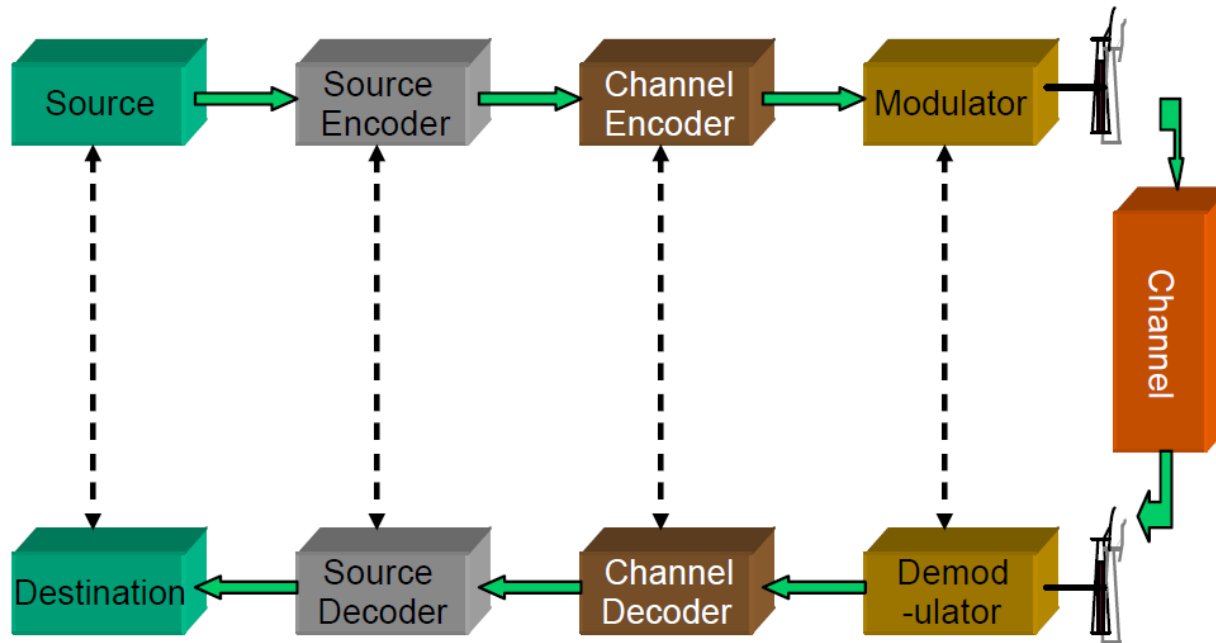 Source
Source
Encoder
Channel
Encoder
Modulator
Channel
Destination
Source
Decoder
Channel
Decoder
Demod
-ulator